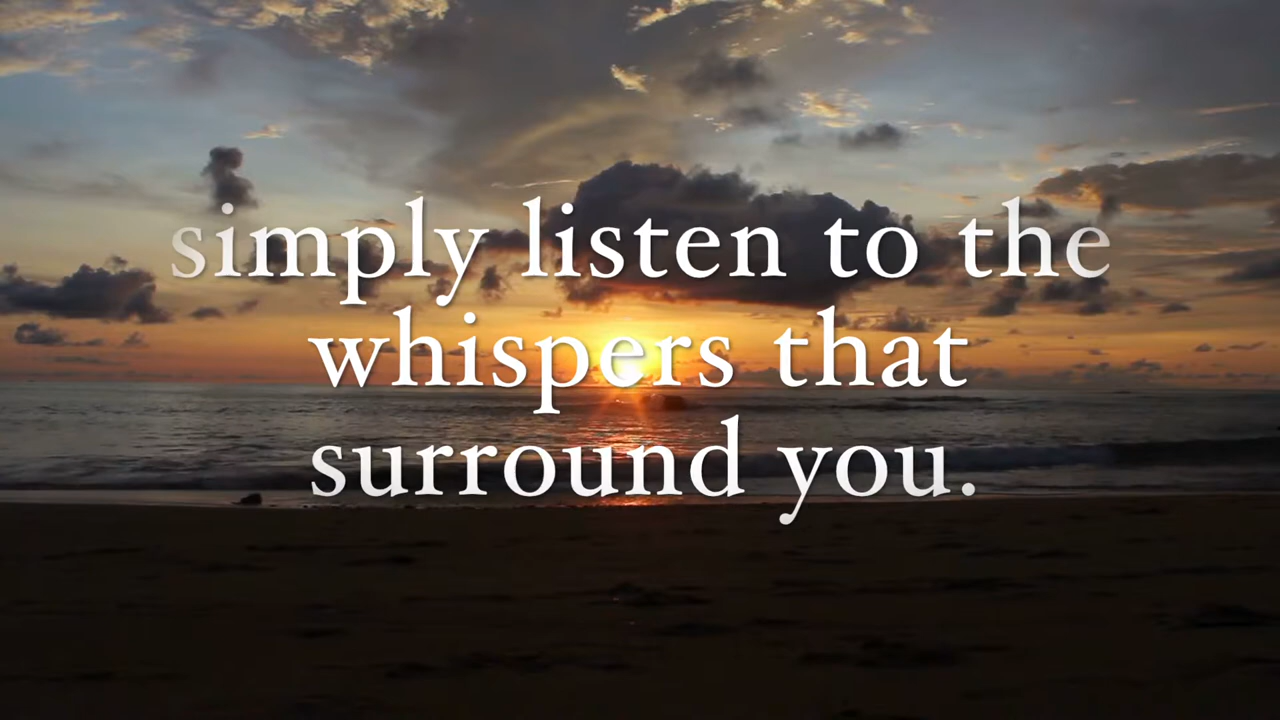 simply listen to the
whispers that
surround you.